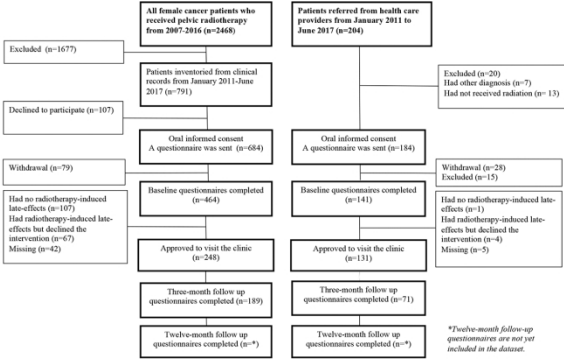 All female cancer patients who
received pelvic radiotherapy
from 2007-2016 (n=2468)
Excluded (n=1677)
Patients inventoried from clinical
records from January 2011-June
2017 (n=791)
Declined to participate (n=107)
Oral informed consent
A questionnaire was sent (n=684)
Withdrawal (n=79)
Baseline questionnaires completed
(n=464)
Had no radiotherapy-induced
late-effects (n=107)
Had radiotherapy-induced late-
effects but declined the
intervention (n=67)
Missing (n=42)
Approved to visit the clinic
(n=248)
Three-month follow up
questionnaires completed (n=189)
Twelve-month follow up
questionnaires completed (n=*)
Patients referred from health care
providers from January 2011 to
June 2017 (n=204)
Excluded (n=20)
Had other diagnosis (n=7)
Had not received radiation (n= 13)
Oral informed consent
A questionnaire was sent (n=184)
Withdrawal (n=28)
Excluded (n=15)
Baseline questionnaires completed
(n=141)
Had no radiotherapy-induced late-
effects (n=1)
Had radiotherapy-induced late-
effects but declined the
intervention (n=4)
Missing (n=5)
Approved to visit the clinic
(n=131)
Three-month follow up
questionnaires completed (n=71)
Twelve-month follow up
questionnaires completed (n=*)
*Twelve-month follow-up
questionnaires are not yet
included in the dataset.